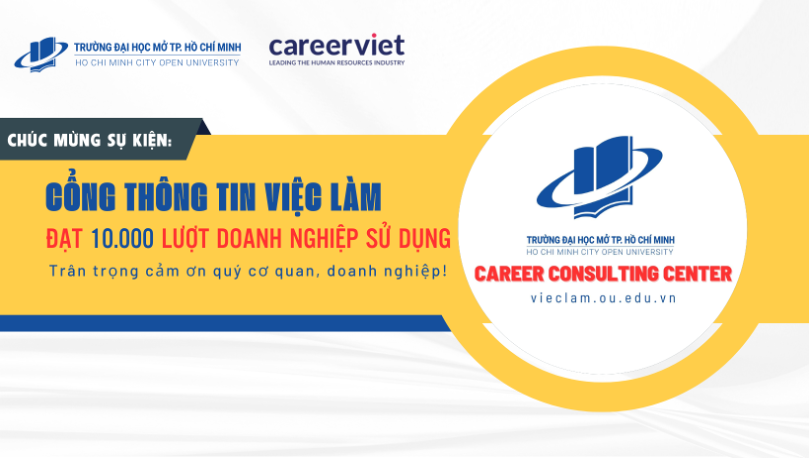 TRƯỜNG ĐẠI HỌC MỞ TP. HỒ CHÍ MINH
HO CHI MINH CITY OPEN UNIVERSITY
careerviet
LEADING THE HUMAN RESOURCES INDUSTRY
CHÚC MỪNG SỰ KIỆN:
CỔNG THÔNG TIN VIỆC LÀM
ĐẠT 10.000 LƯỢT DOANH NGHIỆP SỬ DỤNG
Trân trọng cảm ơn quý cơ quan, doanh nghiệp!
TRƯỜNG ĐẠI HỌC MỞ TP. HỒ CHÍ MINH
HO CHI MINH CITY OPEN UNIVERSITY
CAREER CONSULTING CENTER
vieclam.ou.edu.vn